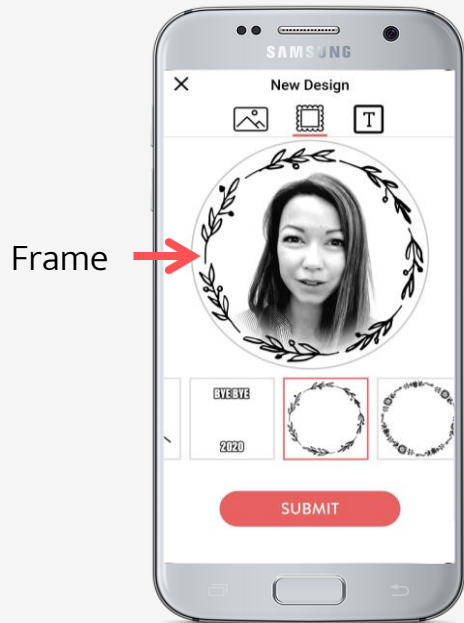 SAMSUNG
New Design
T
Frame
BYE BYE
2020
SUBMIT